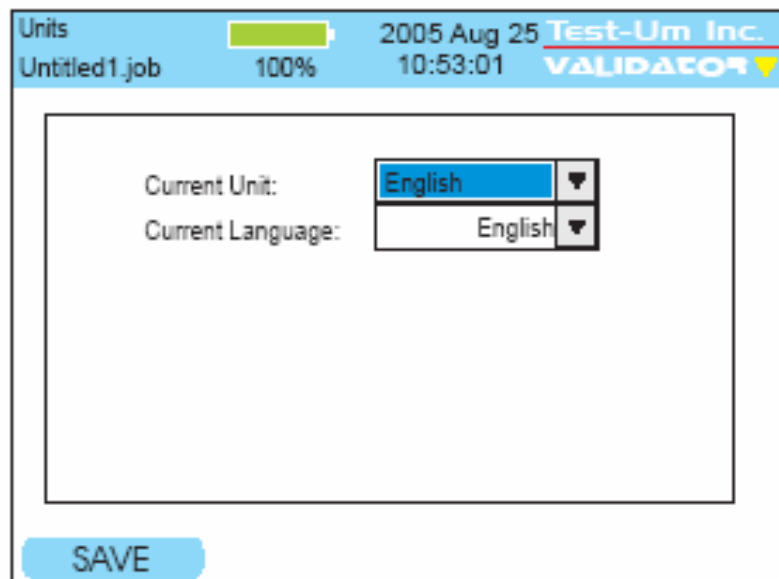 Units 2005 Aug 25 Test-Um Inc.
Untitled1.job 100% 10:53:01 VALIDATOR
Current Unit: English
Current Language: English
SAVE